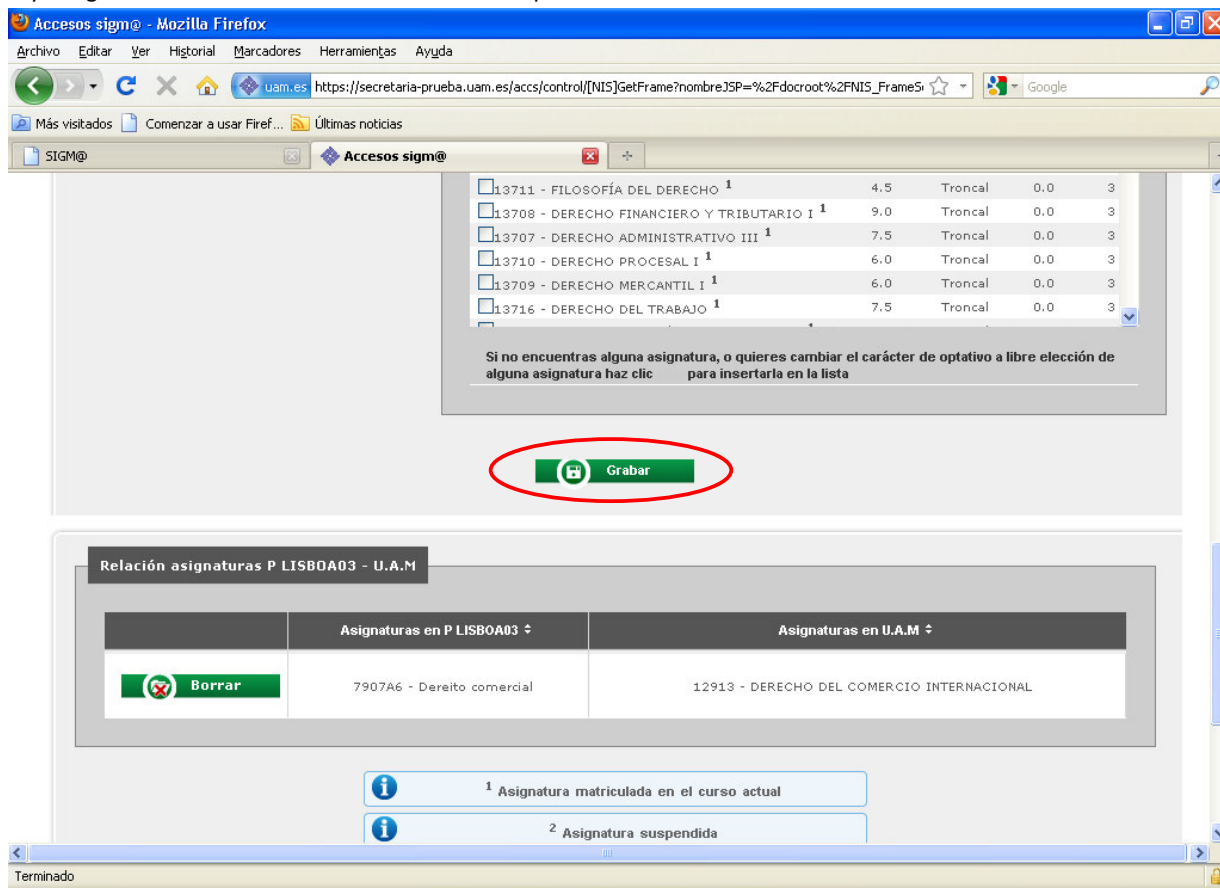 Accesos sigm@ - Mozilla Firefox
Archivo Editar Ver Historial Marcadores Herramientas Ayuda
uam.es https://secretaria-prueba.uam.es/accs/control/[NIS]GetFrame?nombreJSP=%2Fdocroot%2FNIS_FrameS Google
Más visitados Comenzar a usar Firef... Últimas noticias
SIGM@ Accesos sigm@
13711 - FILOSOFÍA DEL DERECHO 1 4.5 Troncal 0.0 3
13708 - DERECHO FINANCIERO Y TRIBUTARIO I 1 9.0 Troncal 0.0 3
13707 - DERECHO ADMINISTRATIVO III 1 7.5 Troncal 0.0 3
13710 - DERECHO PROCESAL I 1 6.0 Troncal 0.0 3
13709 - DERECHO MERCANTIL I 1 6.0 Troncal 0.0 3
13716 - DERECHO DEL TRABAJO 1 7.5 Troncal 0.0 3
Si no encuentras alguna asignatura, o quieres cambiar el carácter de optativo a libre elección de
alguna asignatura haz clic para insertarla en la lista
Grabar
Relación asignaturas P LISBOA03 - U.A.M
Asignaturas en P LISBOA03 Asignaturas en U.A.M
Borrar 7907A6 - Dereito comercial 12913 - DERECHO DEL COMERCIO INTERNACIONAL
1 Asignatura matriculada en el curso actual
2 Asignatura suspendida
Terminado